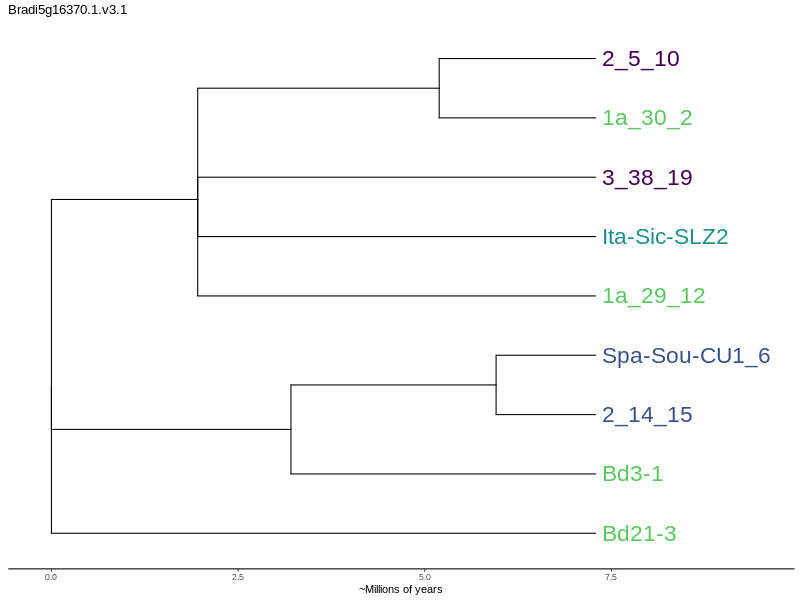 Bradi5g16370.1.v3.1
2_5_10
1a_30_2
3_38_19
Ita-Sic-SLZ2
1a_29_12
Spa-Sou-CU1_6
2_14_15
Bd3-1
Bd21-3
0.0 2.5 5.0 7.5
~Millions of years